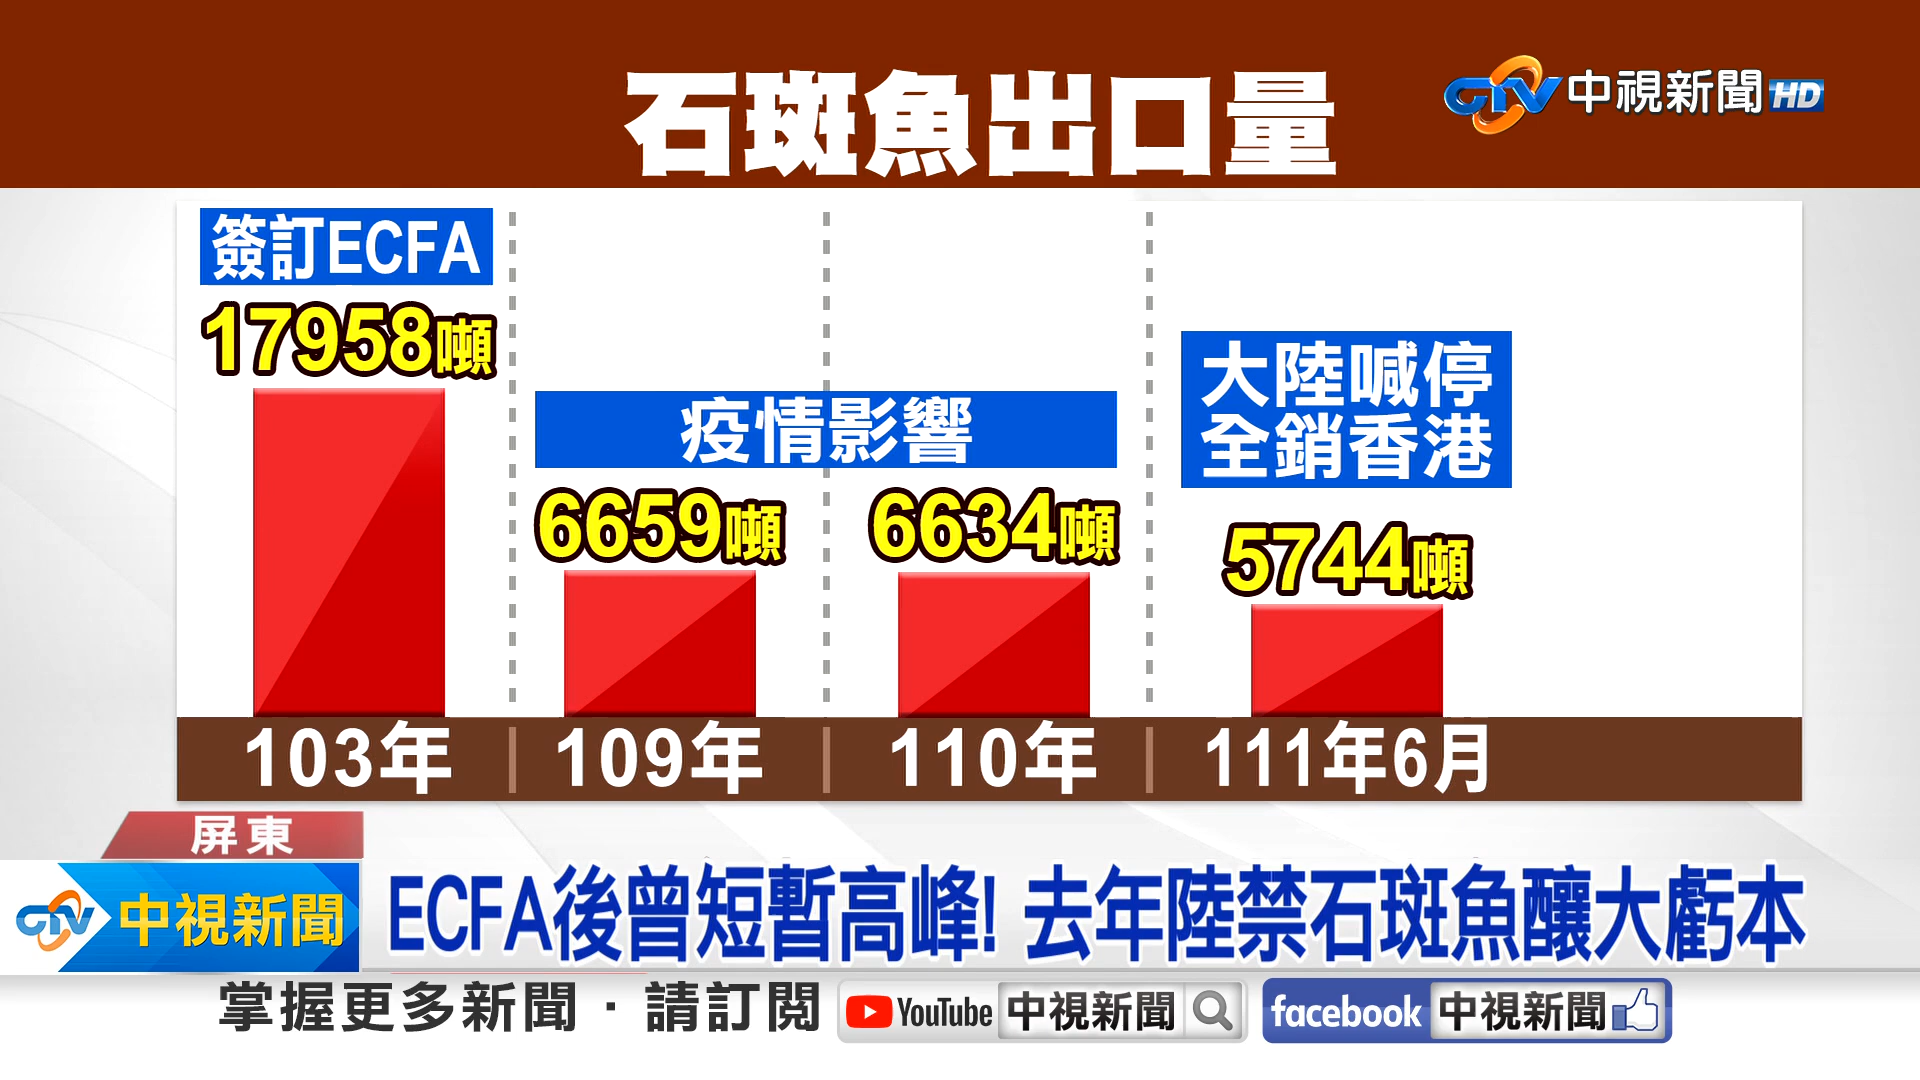 石斑魚出口量
CTV 中視新聞 HD
簽訂ECFA
17958噸
疫情影響
6659噸
6634噸
大陸喊停
全銷香港
5744噸
103年
109年
110年
111年6月
屏東
CTV 中視新聞
ECFA後曾短暫高峰! 去年陸禁石斑魚釀大虧本
掌握更多新聞・請訂閱
YouTube 中視新聞
facebook 中視新聞